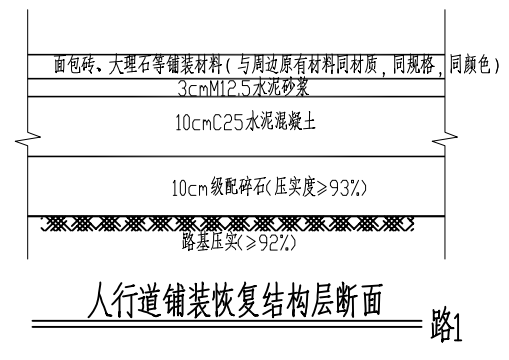 面包砖、大理石等铺装材料(与周边原有材料同材质,同规格,同颜色)
3cmM12.5水泥砂浆
10cmC25水泥混凝土
10cm级配碎石(压实度≥93%)
路基压实(≥92%)
人行道铺装恢复结构层断面
路1